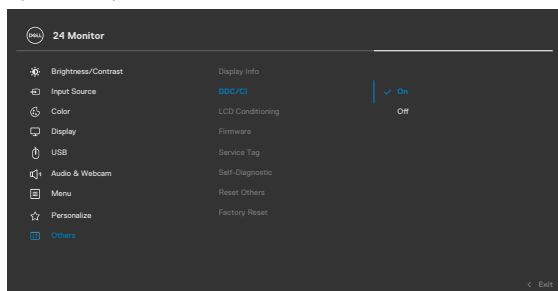 DELL
24 Monitor
Brightness/Contrast
Display Info
Input Source
DDC/CI
On
Color
LCD Conditioning
Off
Display
Firmware
USB
Service Tag
Audio & Webcam
Self-Diagnostic
Menu
Reset Others
Personalize
Factory Reset
Others
Exit